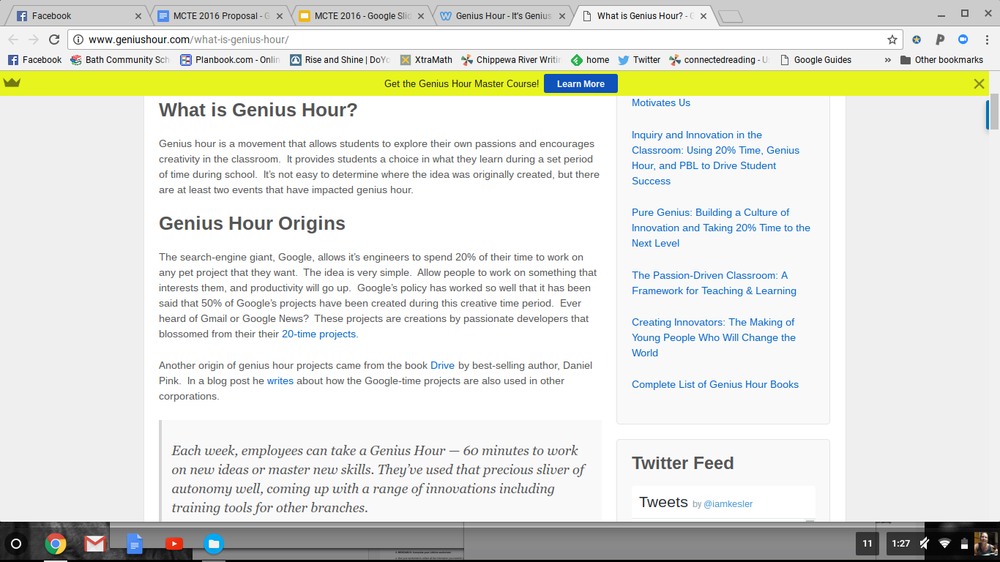 Facebook
MCTE 2016 Proposal - G
MCTE 2016 - Google Slid
Genius Hour - It's Genius
What is Genius Hour? - G
www.geniushour.com/what-is-genius-hour/
Facebook
Bath Community Sch
Planbook.com - Onlin
Rise and Shine | DoYo
XtraMath
Chippewa River Writin
home
Twitter
connectedreading - U
Google Guides
» Other bookmarks
Get the Genius Hour Master Course! Learn More
What is Genius Hour?
Genius hour is a movement that allows students to explore their own passions and encourages
creativity in the classroom.  It provides students a choice in what they learn during a set period
of time during school.  It's not easy to determine where the idea was originally created, but there
are at least two events that have impacted genius hour.
Genius Hour Origins
The search-engine giant, Google, allows it's engineers to spend 20% of their time to work on
any pet project that they want.  The idea is very simple.  Allow people to work on something that
interests them, and productivity will go up.  Google's policy has worked so well that it has been
said that 50% of Google's projects have been created during this creative time period.  Ever
heard of Gmail or Google News?  These projects are creations by passionate developers that
blossomed from their their 20-time projects.
Another origin of genius hour projects came from the book Drive by best-selling author, Daniel
Pink.  In a blog post he writes about how the Google-time projects are also used in other
corporations.
Each week, employees can take a Genius Hour — 60 minutes to work
on new ideas or master new skills. They've used that precious sliver of
autonomy well, coming up with a range of innovations including
training tools for other branches.
Motivates Us
Inquiry and Innovation in the
Classroom: Using 20% Time, Genius
Hour, and PBL to Drive Student
Success
Pure Genius: Building a Culture of
Innovation and Taking 20% Time to the
Next Level
The Passion-Driven Classroom: A
Framework for Teaching & Learning
Creating Innovators: The Making of
Young People Who Will Change the
World
Complete List of Genius Hour Books
Twitter Feed
Tweets by @iamkesler
11
1:27